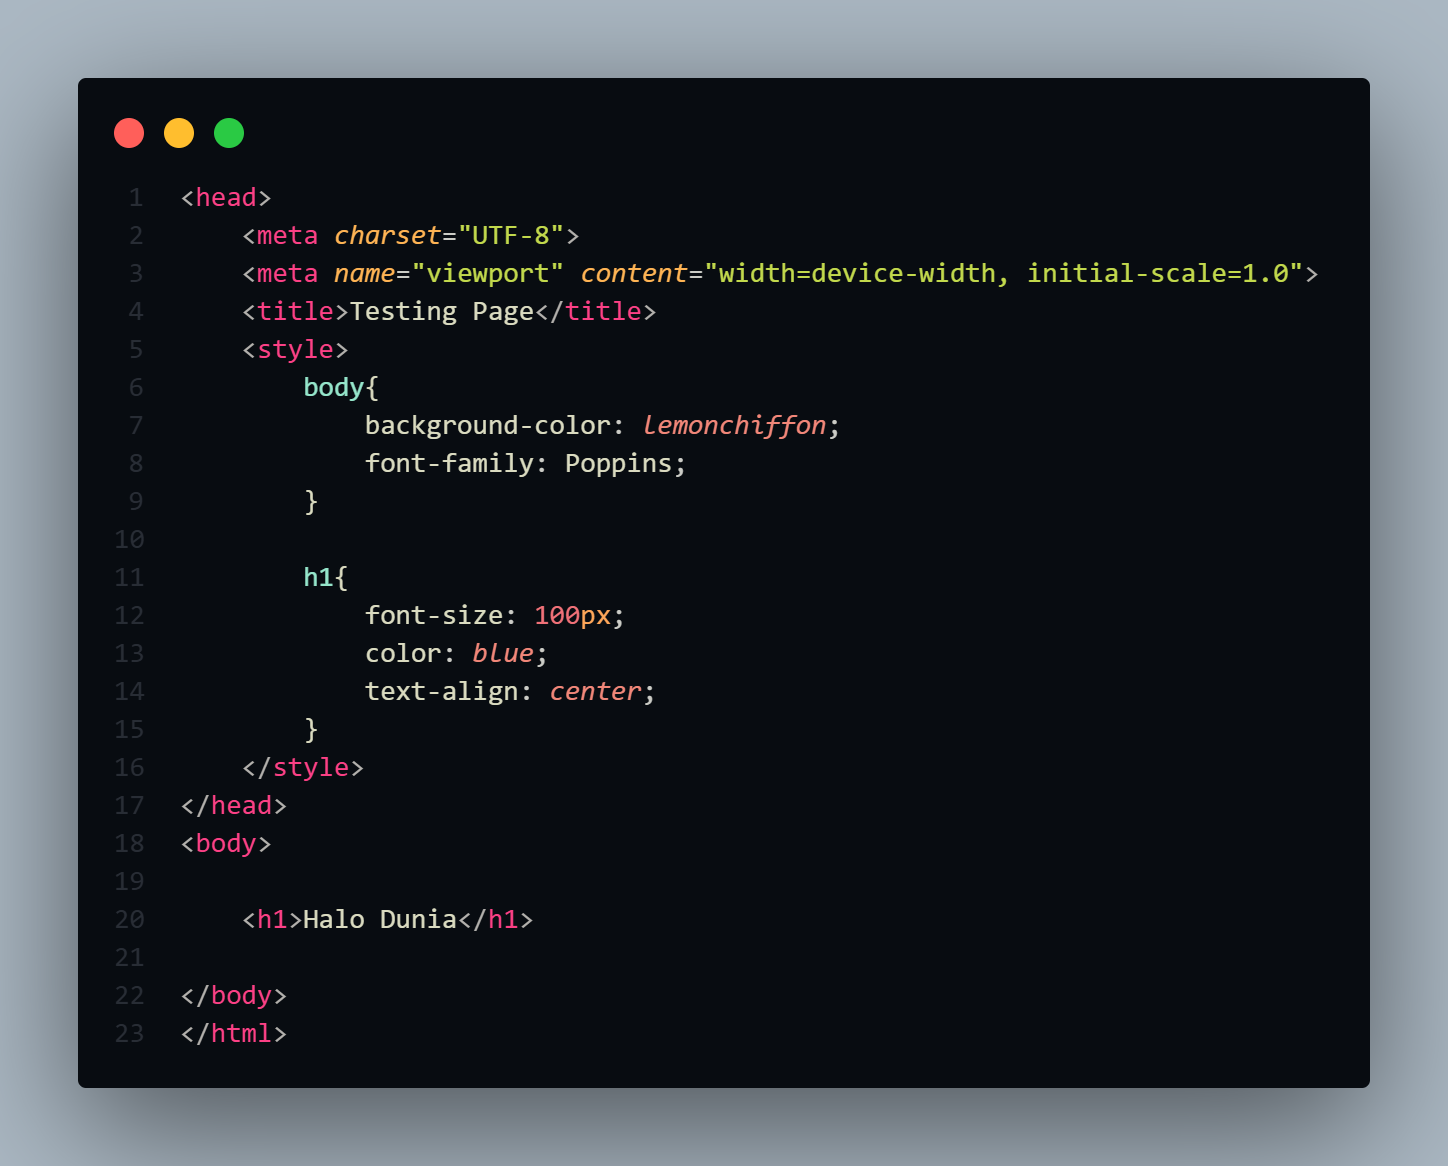 1 <head>
2     <meta charset="UTF-8">
3     <meta name="viewport" content="width=device-width, initial-scale=1.0">
4     <title>Testing Page</title>
5     <style>
6         body{
7             background-color: lemonchiffon;
8             font-family: Poppins;
9         }
10
11         h1{
12             font-size: 100px;
13             color: blue;
14             text-align: center;
15         }
16     </style>
17 </head>
18 <body>
19
20     <h1>Halo Dunia</h1>
21
22 </body>
23 </html>